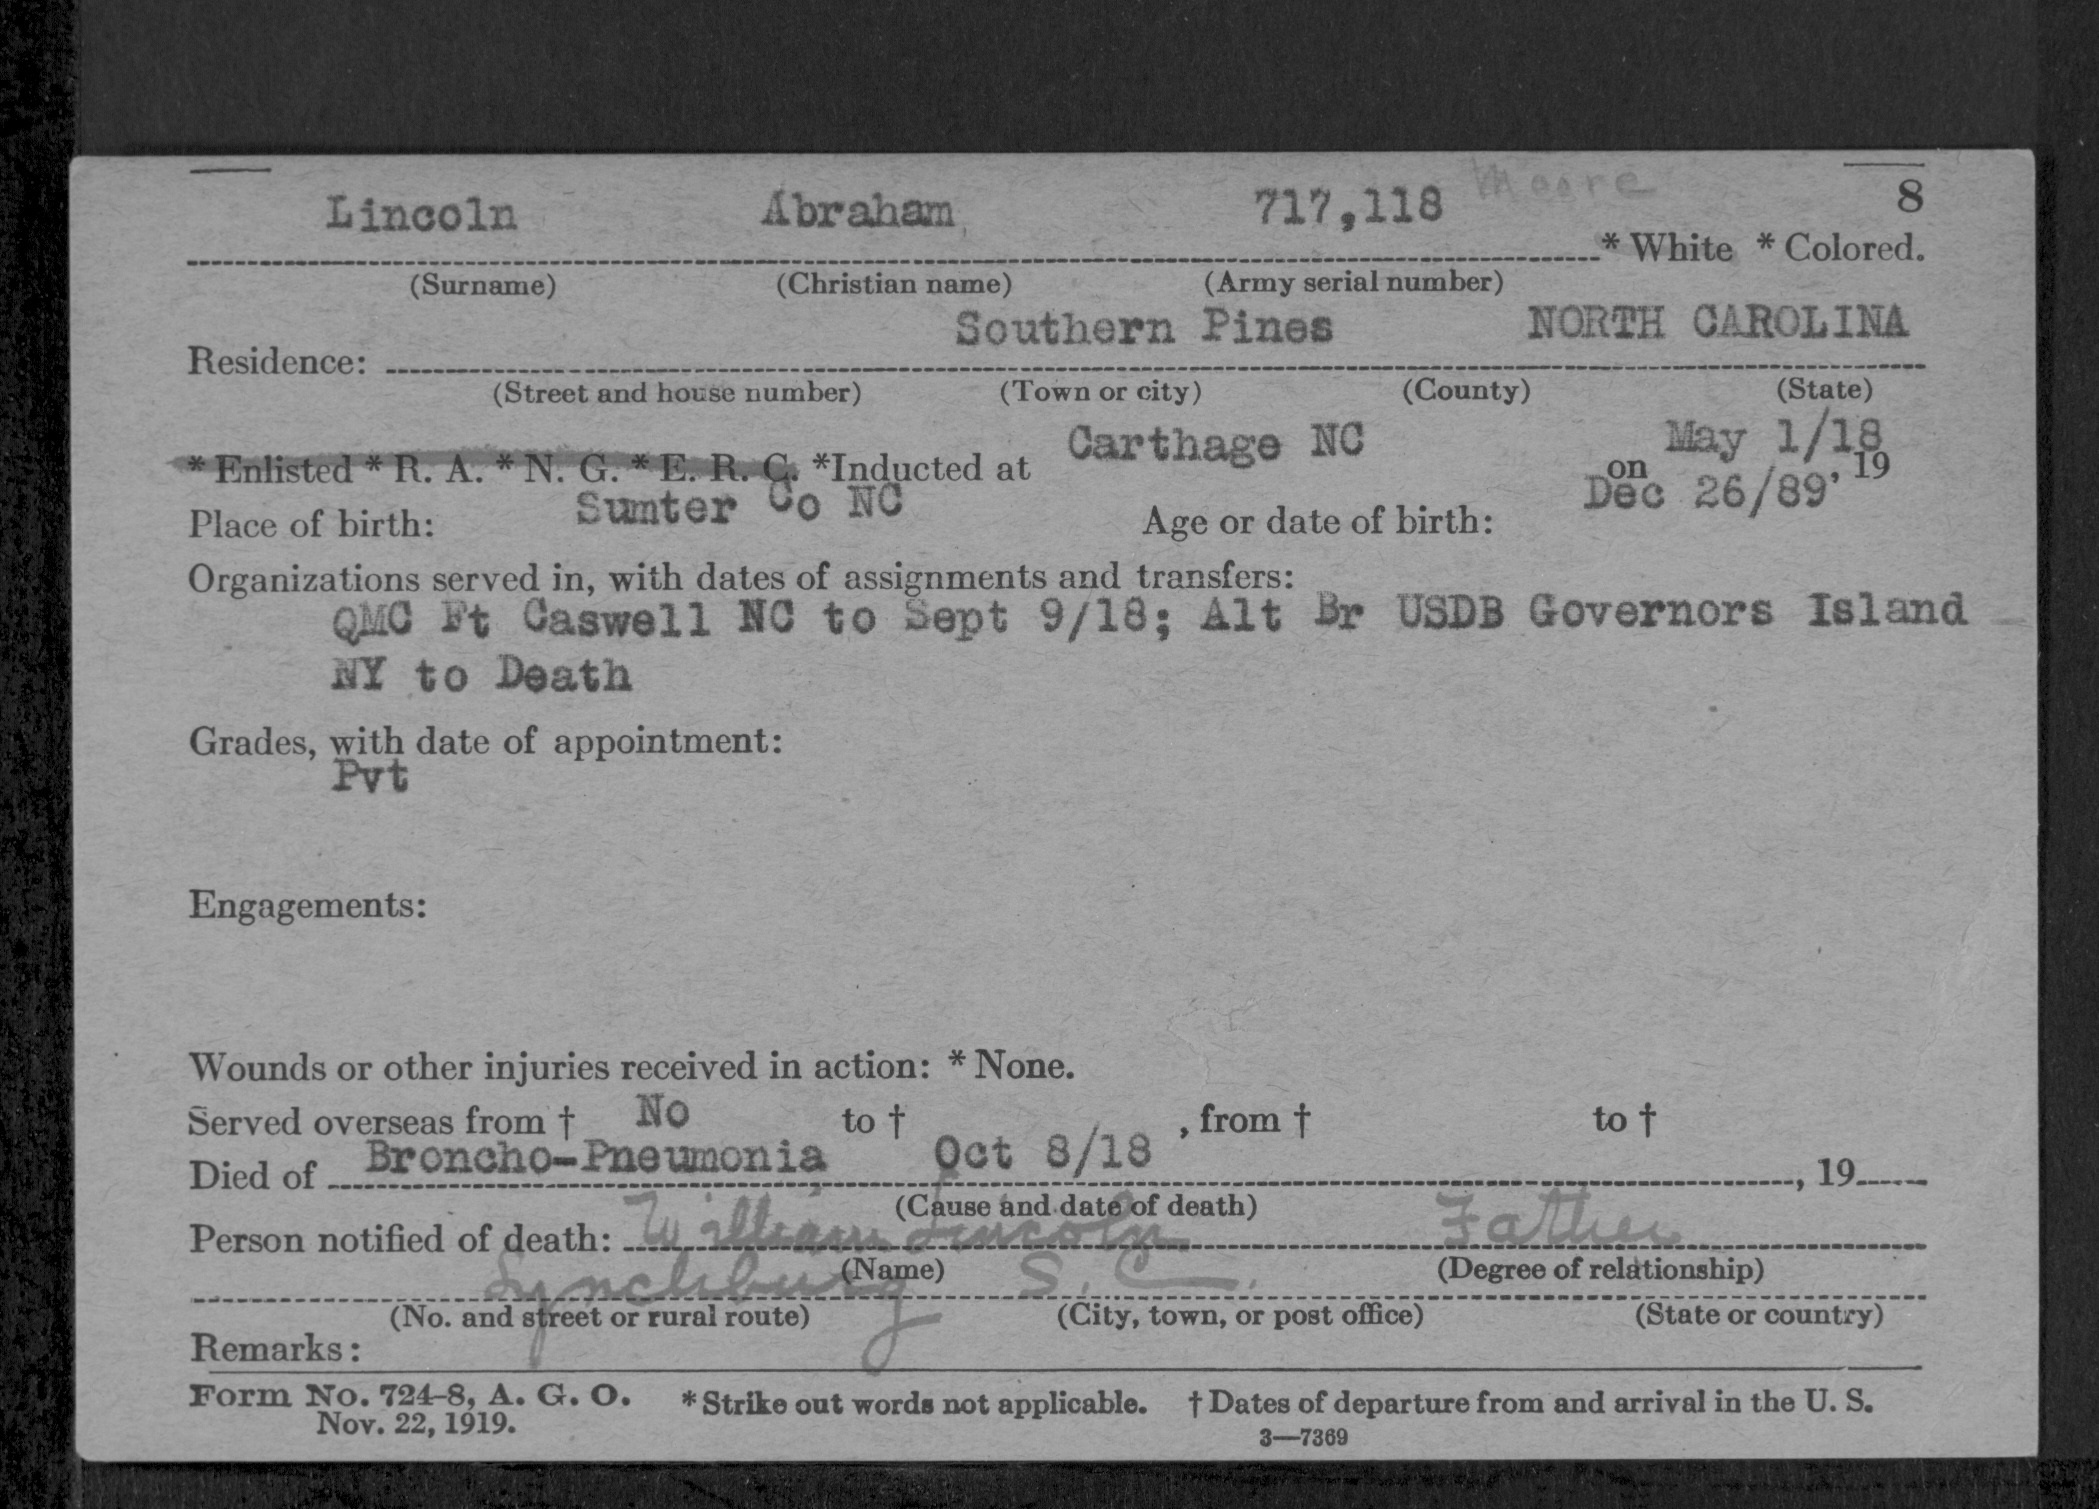 Moore
8
Lincoln Abraham 717,118 * White * Colored.
(Surname) (Christian name) (Army serial number)
Southern Pines NORTH CAROLINA
Residence:
(Street and house number) (Town or city) (County) (State)
* Enlisted * R. A. * N. G. * E. R. C. *Inducted at Carthage NC on May 1/18, 19
Place of birth: Sumter Co NC Age or date of birth: Dec 26/89
Organizations served in, with dates of assignments and transfers:
QMC Ft Caswell NC to Sept 9/18; Alt Br USDB Governors Island
NY to Death
Grades, with date of appointment:
Pvt
Engagements:
Wounds or other injuries received in action: * None.
Served overseas from † No to † , from † to †
Died of Broncho-Pneumonia Oct 8/18 , 19
(Cause and date of death)
Person notified of death: William Lincoln Father
(Name) (Degree of relationship)
Lynchburg S. C.
(No. and street or rural route) (City, town, or post office) (State or country)
Remarks:
Form No. 724-8, A. G. O. * Strike out words not applicable. † Dates of departure from and arrival in the U. S.
Nov. 22, 1919. 3—7369